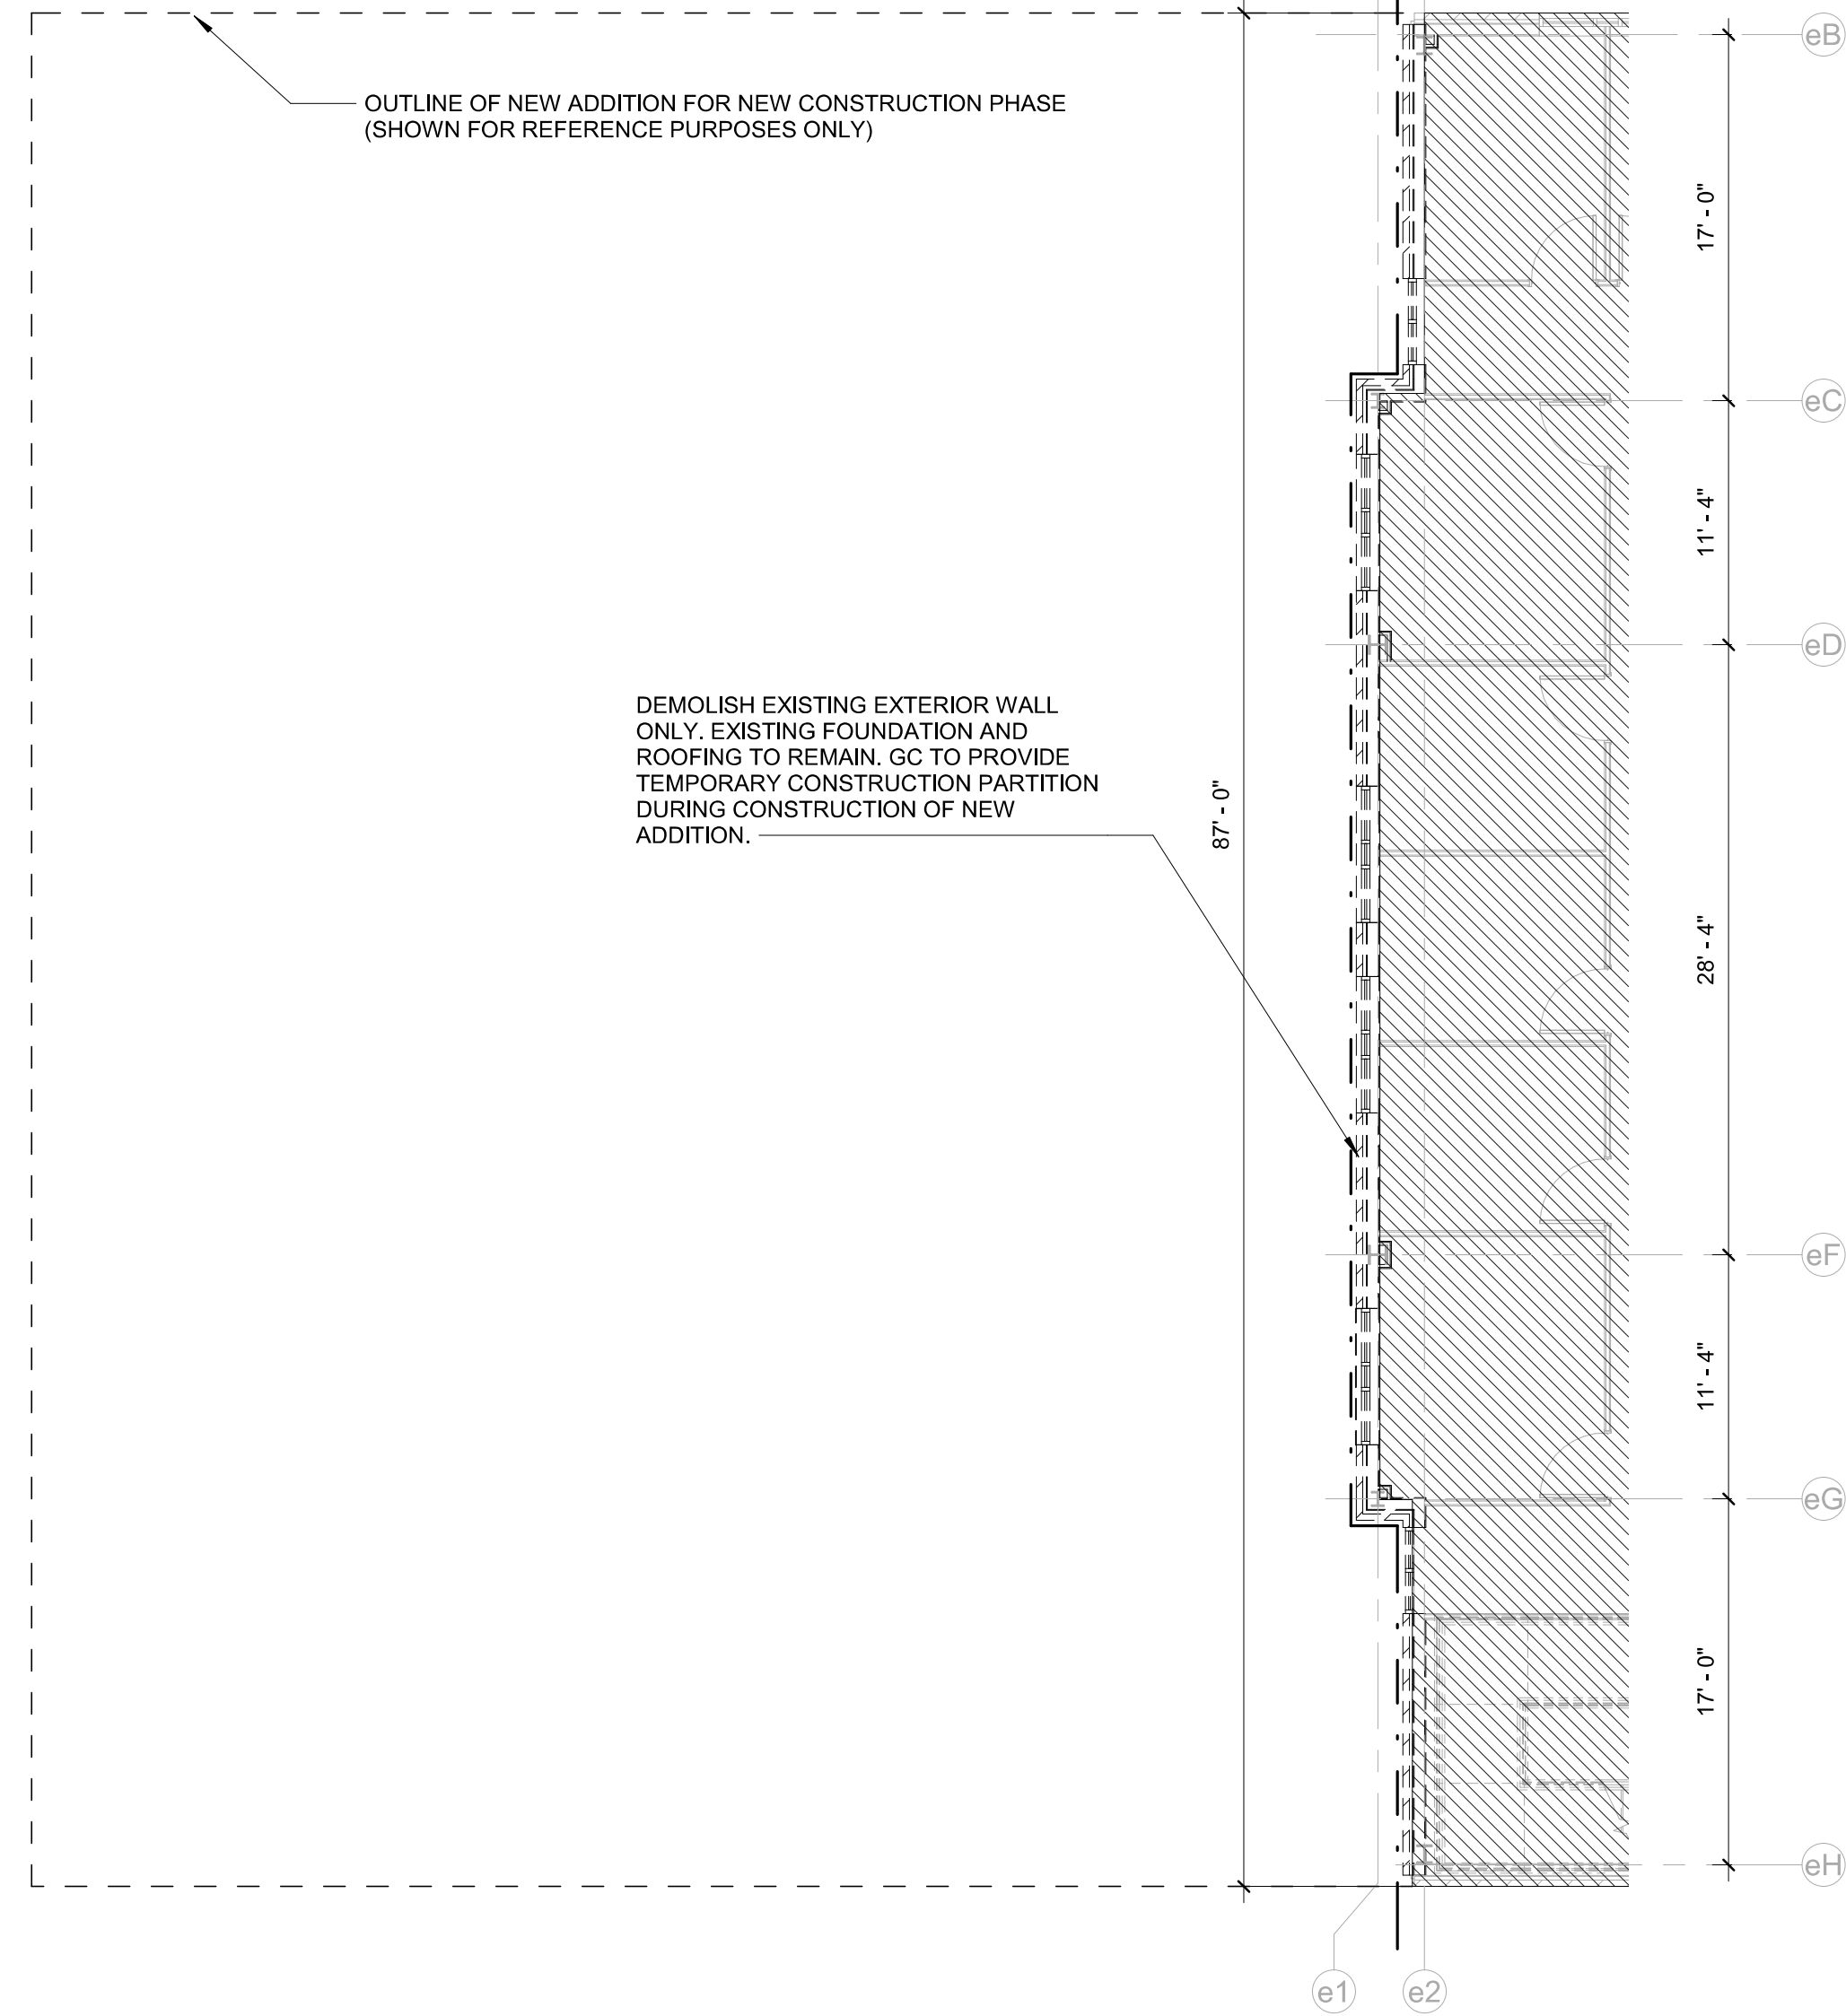 eB
OUTLINE OF NEW ADDITION FOR NEW CONSTRUCTION PHASE
(SHOWN FOR REFERENCE PURPOSES ONLY)
17' - 0"
eC
11' - 4"
eD
DEMOLISH EXISTING EXTERIOR WALL
ONLY. EXISTING FOUNDATION AND
ROOFING TO REMAIN. GC TO PROVIDE
TEMPORARY CONSTRUCTION PARTITION
DURING CONSTRUCTION OF NEW
ADDITION.
87' - 0"
28' - 4"
eF
11' - 4"
eG
17' - 0"
eH
e1
e2